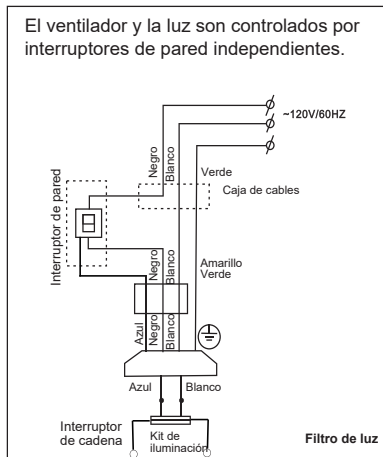 El ventilador y la luz son controlados por
interruptores de pared independientes.
~120V/60HZ
Negro
Blanco
Verde
Caja de cables
Interruptor de pared
Negro
Blanco
Amarillo
Verde
Azul
Negro
Blanco
Azul
Blanco
Interruptor
de cadena
Kit de
iluminación
Filtro de luz